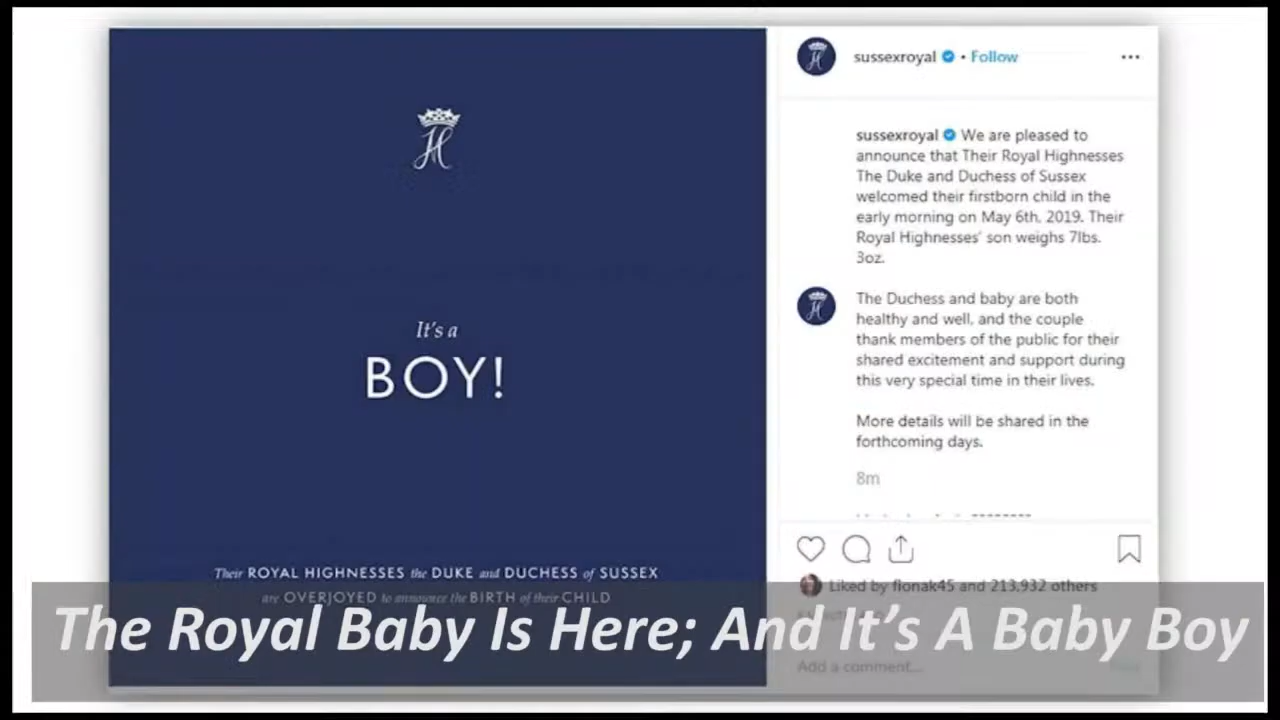 H
It's a
BOY!
Their ROYAL HIGHNESSES the DUKE and DUCHESS of SUSSEX
are OVERJOYED to announce the BIRTH of their CHILD
sussexroyal • Follow
sussexroyal We are pleased to
announce that Their Royal Highnesses
The Duke and Duchess of Sussex
welcomed their firstborn child in the
early morning on May 6th, 2019. Their
Royal Highnesses' son weighs 7lbs.
3oz.
The Duchess and baby are both
healthy and well, and the couple
thank members of the public for their
shared excitement and support during
this very special time in their lives.
More details will be shared in the
forthcoming days.
8m
Liked by fionak45 and 213,932 others
The Royal Baby Is Here; And It's A Baby Boy
Add a comment...